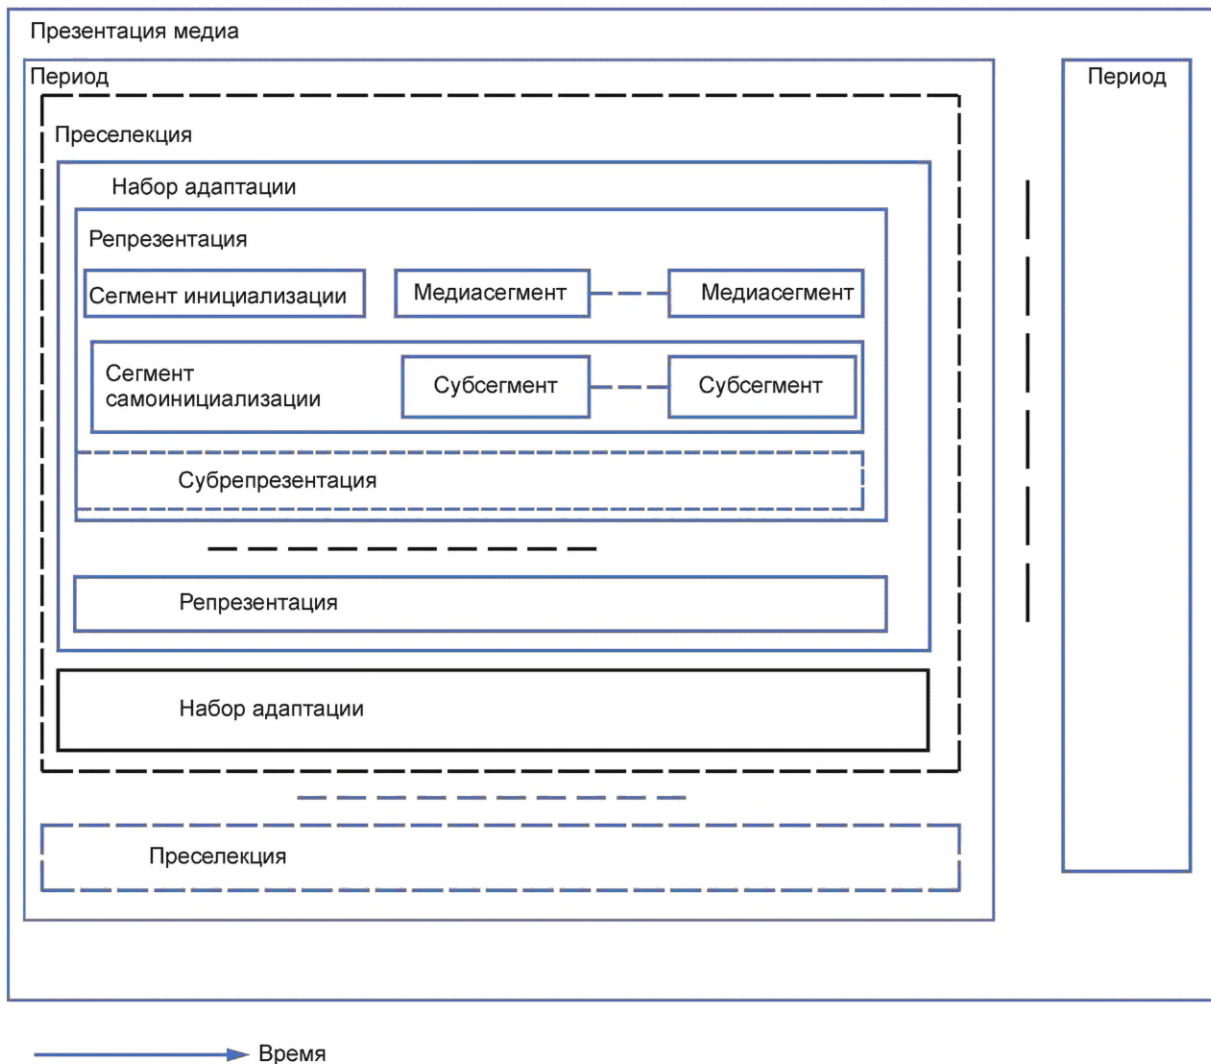 Презентация медиа
Период
Период
Преселекция
Набор адаптации
Репрезентация
Сегмент инициализации
Медиасегмент
Медиасегмент
Сегмент
самоинициализации
Субсегмент
Субсегмент
Субрепрезентация
Репрезентация
Набор адаптации
Преселекция
Время